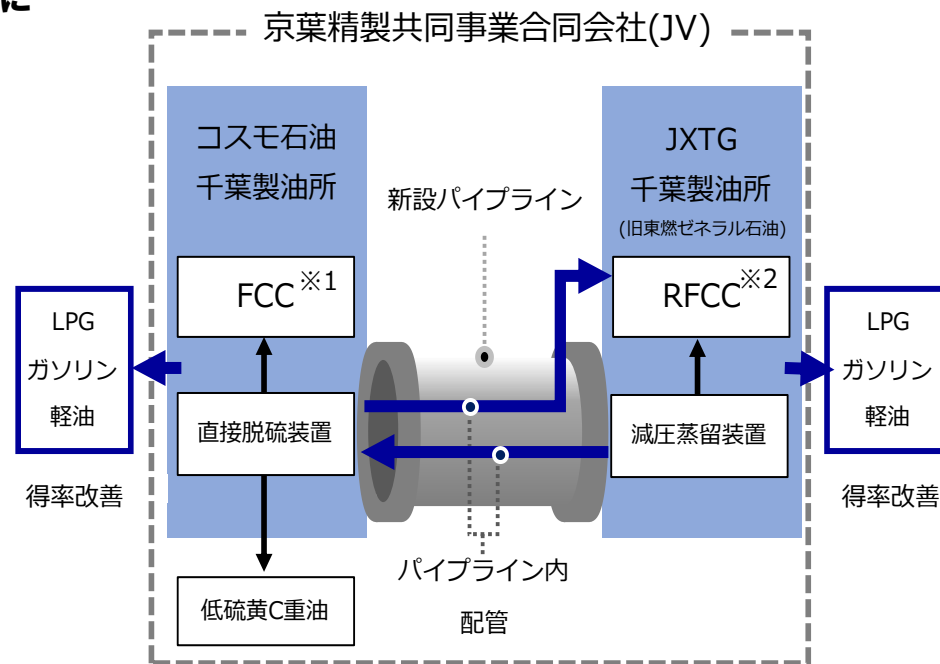 に
京葉精製共同事業合同会社(JV)
コスモ石油
千葉製油所
JXTG
千葉製油所
(旧東燃ゼネラル石油)
新設パイプライン
FCC※1
RFCC※2
LPG
ガソリン
軽油
直接脱硫装置
減圧蒸留装置
LPG
ガソリン
軽油
得率改善
得率改善
パイプライン内
配管
低硫黄C重油